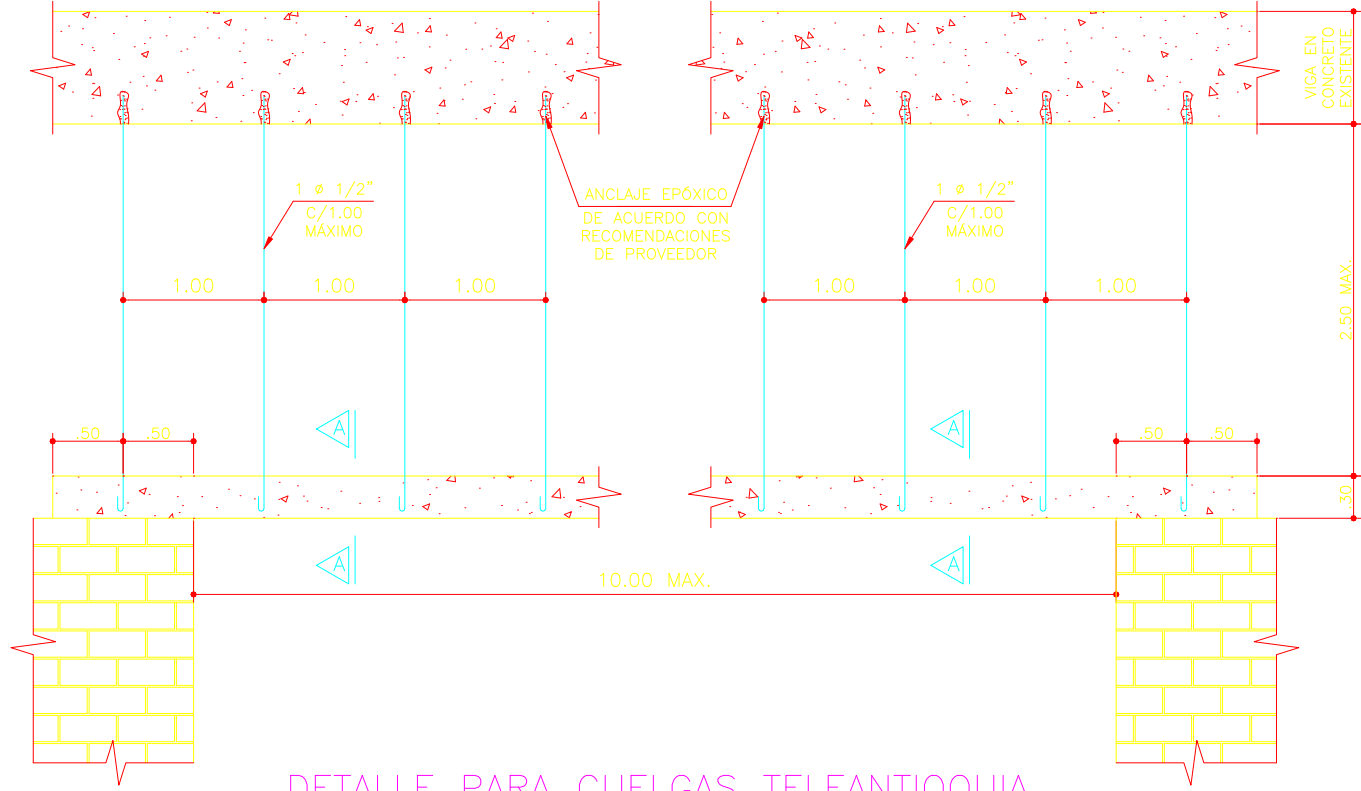 VIGA EN
CONCRETO
EXISTENTE
1 ø 1/2"
C/1.00
MÁXIMO
ANCLAJE EPÓXICO
DE ACUERDO CON
RECOMENDACIONES
DE PROVEEDOR
1 ø 1/2"
C/1.00
MÁXIMO
1.00
1.00
1.00
1.00
1.00
1.00
2.50 MAX.
A
A
.50
.50
.50
.50
.30
A
A
10.00 MAX.
DETALLE PARA CUELGAS TELEANTIOQUIA